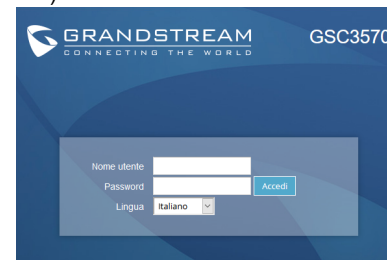 GRANDSTREAM
CONNECTING THE WORLD
GSC3570
Nome utente
Password
Accedi
Lingua
Italiano